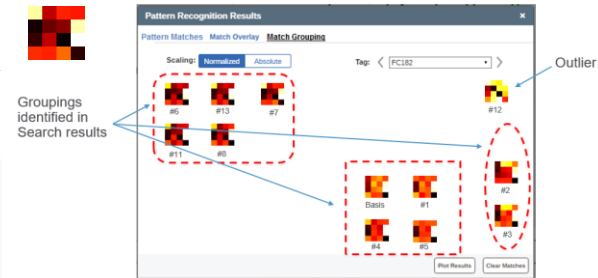 Pattern Recognition Results ×
Pattern Matches Match Overlay Match Grouping
Scaling: Normalized Absolute
Tag: FC182
Outlier
#6 #13 #7
#12
Groupings
identified in
Search results
#11 #8
#2
Basis #1
#3
#4 #5
Plot Results Clear Matches